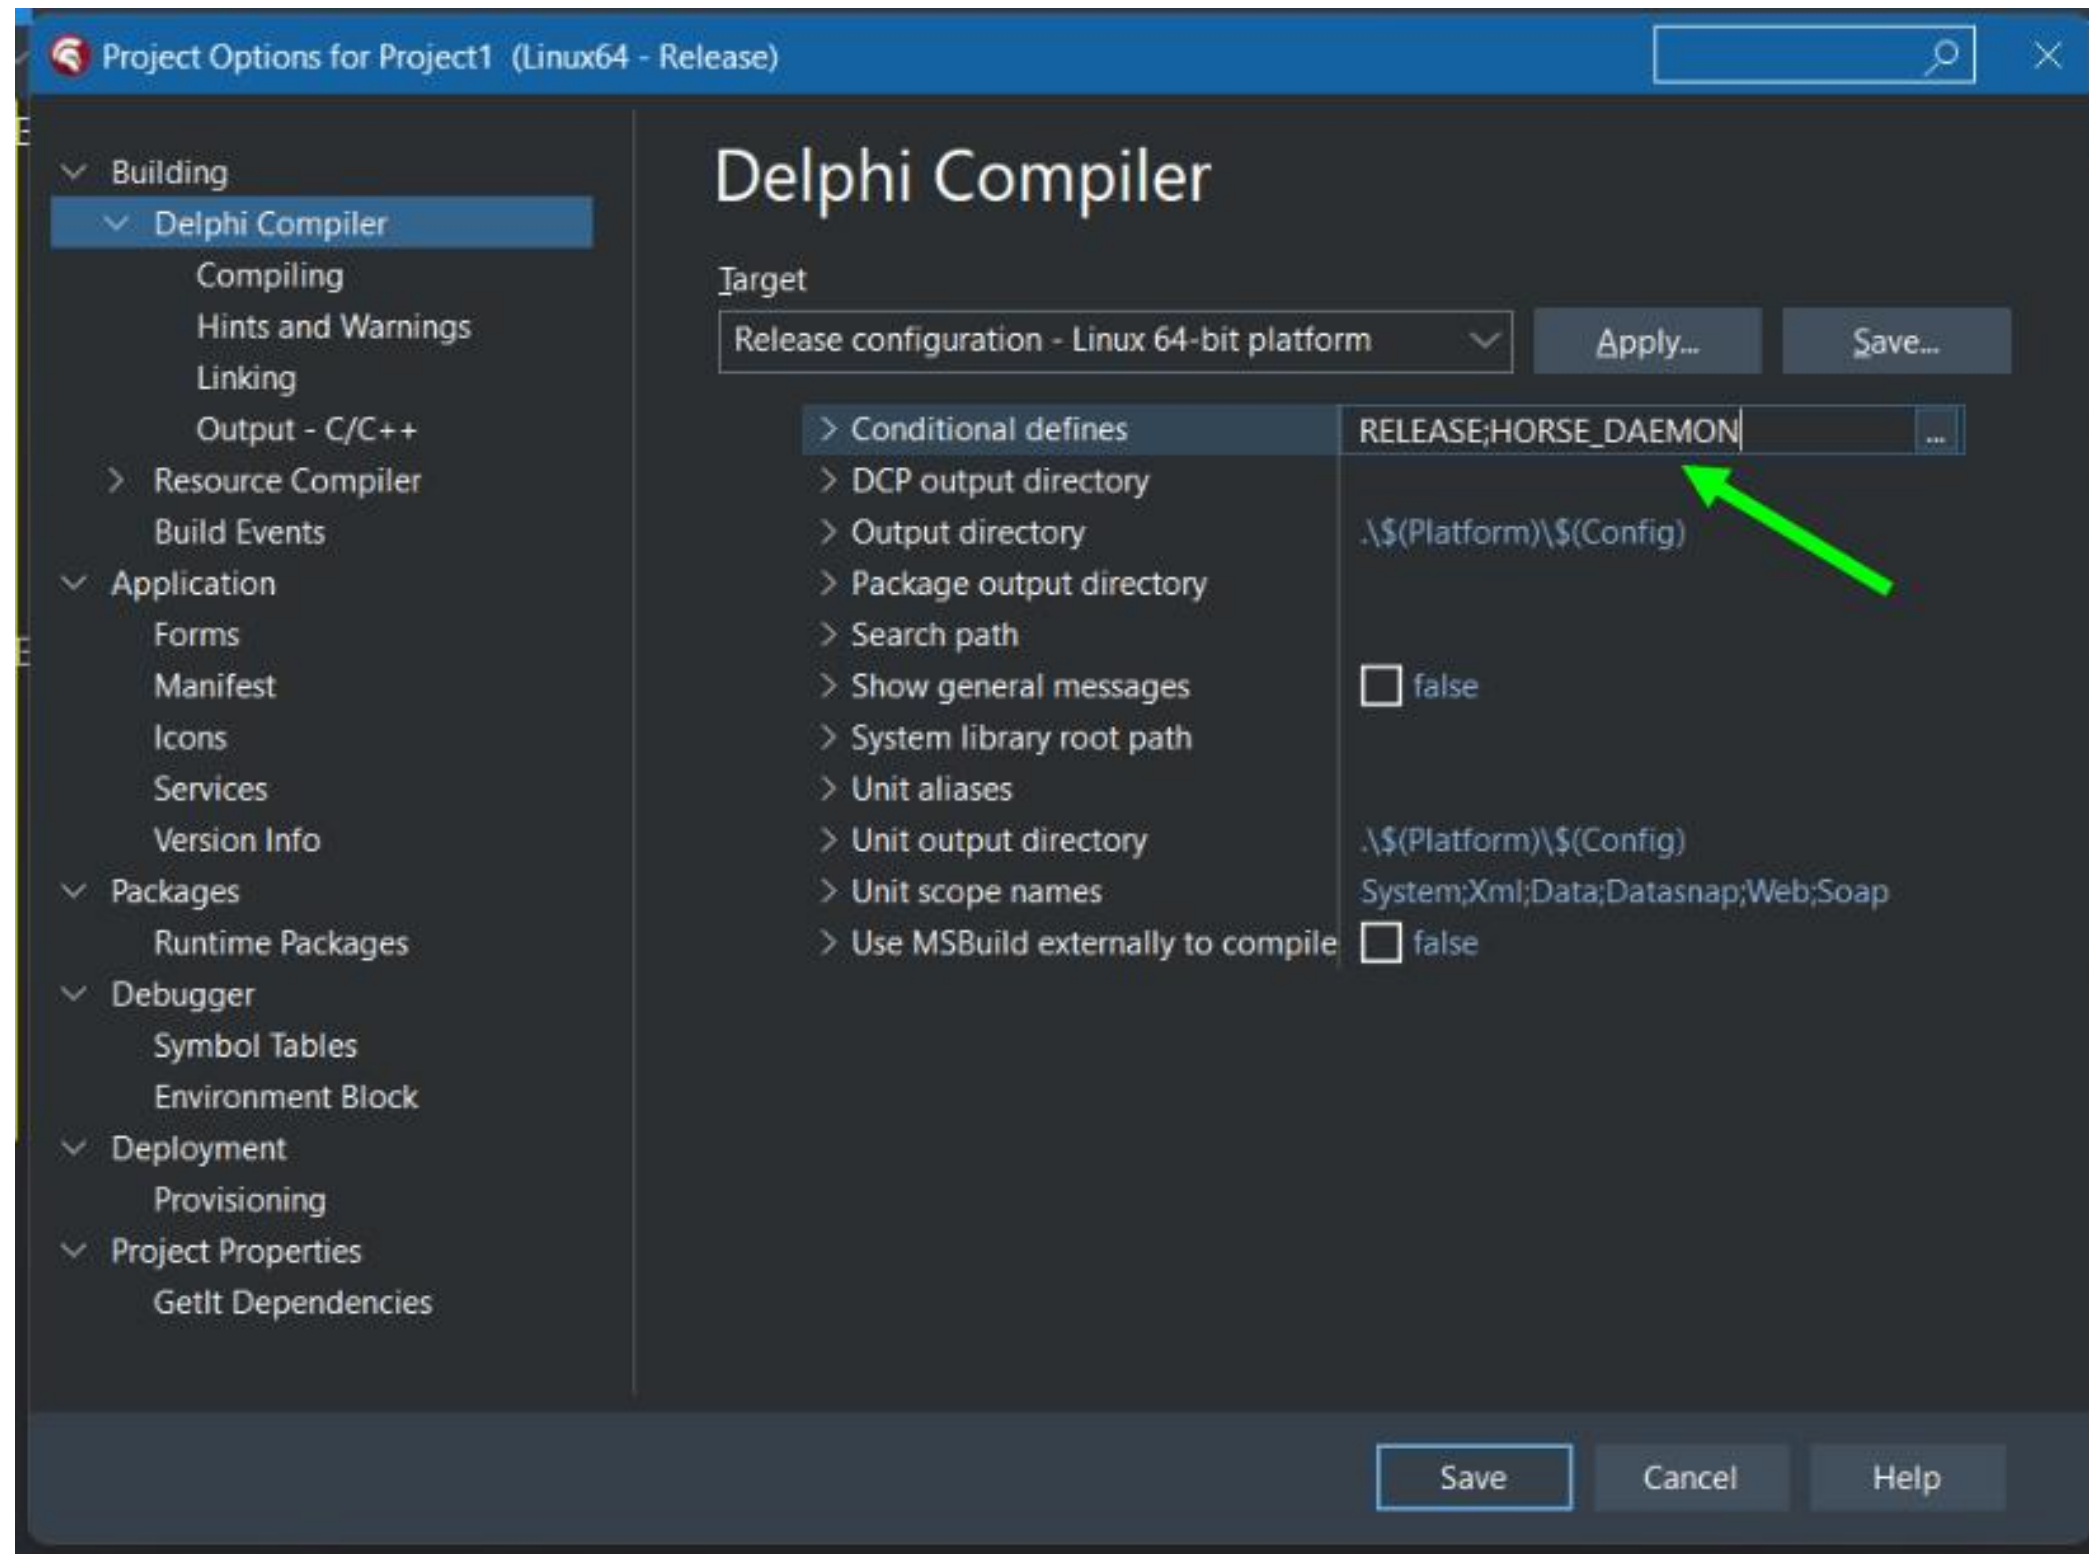 Project Options for Project1 (Linux64 - Release)
Building
Delphi Compiler
Compiling
Hints and Warnings
Linking
Output - C/C++
Resource Compiler
Build Events
Application
Forms
Manifest
Icons
Services
Version Info
Packages
Runtime Packages
Debugger
Symbol Tables
Environment Block
Deployment
Provisioning
Project Properties
GetIt Dependencies
Delphi Compiler
Target
Release configuration - Linux 64-bit platform
Apply...
Save...
Conditional defines RELEASE;HORSE_DAEMON ...
DCP output directory
Output directory .\$(Platform)\$(Config)
Package output directory
Search path
Show general messages false
System library root path
Unit aliases
Unit output directory .\$(Platform)\$(Config)
Unit scope names System;Xml;Data;Datasnap;Web;Soap
Use MSBuild externally to compile false
Save
Cancel
Help